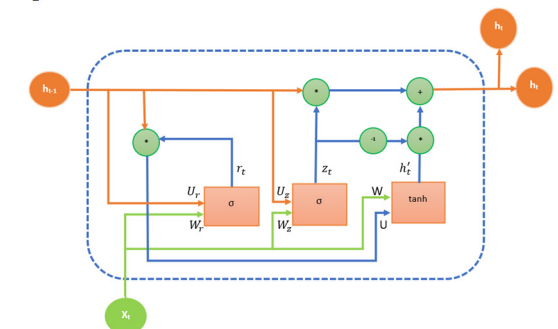 hₜ
hₜ₋₁
*
+
hₜ
*
-1
*
rₜ
zₜ
h′ₜ
Uᵣ
σ
Wᵣ
U_z
σ
W_z
W
tanh
U
Xₜ